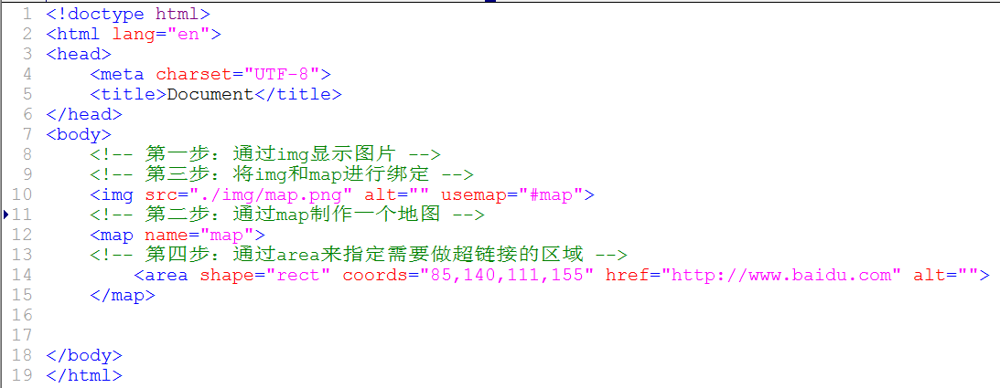 1 <!doctype html>
2 <html lang="en">
3 <head>
4     <meta charset="UTF-8">
5     <title>Document</title>
6 </head>
7 <body>
8     <!-- 第一步：通过img显示图片 -->
9     <!-- 第三步：将img和map进行绑定 -->
10     <img src="./img/map.png" alt="" usemap="#map">
11     <!-- 第二步：通过map制作一个地图 -->
12     <map name="map">
13     <!-- 第四步：通过area来指定需要做超链接的区域 -->
14         <area shape="rect" coords="85,140,111,155" href="http://www.baidu.com" alt="">
15     </map>
16
17
18 </body>
19 </html>